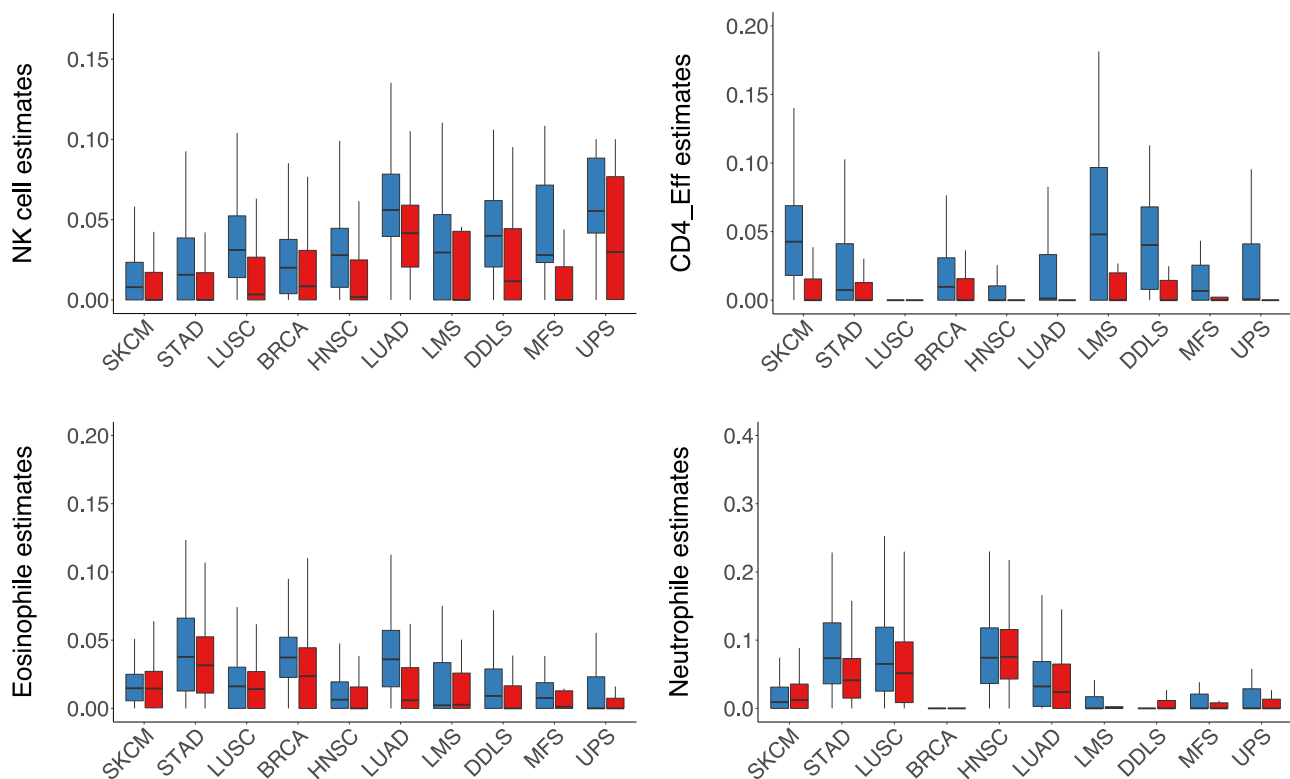 NK cell estimates
0.15
0.10
0.05
0.00
SKCM STAD LUSC BRCA HNSC LUAD LMS DDLS MFS UPS
CD4_Eff estimates
0.20
0.15
0.10
0.05
0.00
SKCM STAD LUSC BRCA HNSC LUAD LMS DDLS MFS UPS
Eosinophile estimates
0.20
0.15
0.10
0.05
0.00
SKCM STAD LUSC BRCA HNSC LUAD LMS DDLS MFS UPS
Neutrophile estimates
0.4
0.3
0.2
0.1
0.0
SKCM STAD LUSC BRCA HNSC LUAD LMS DDLS MFS UPS